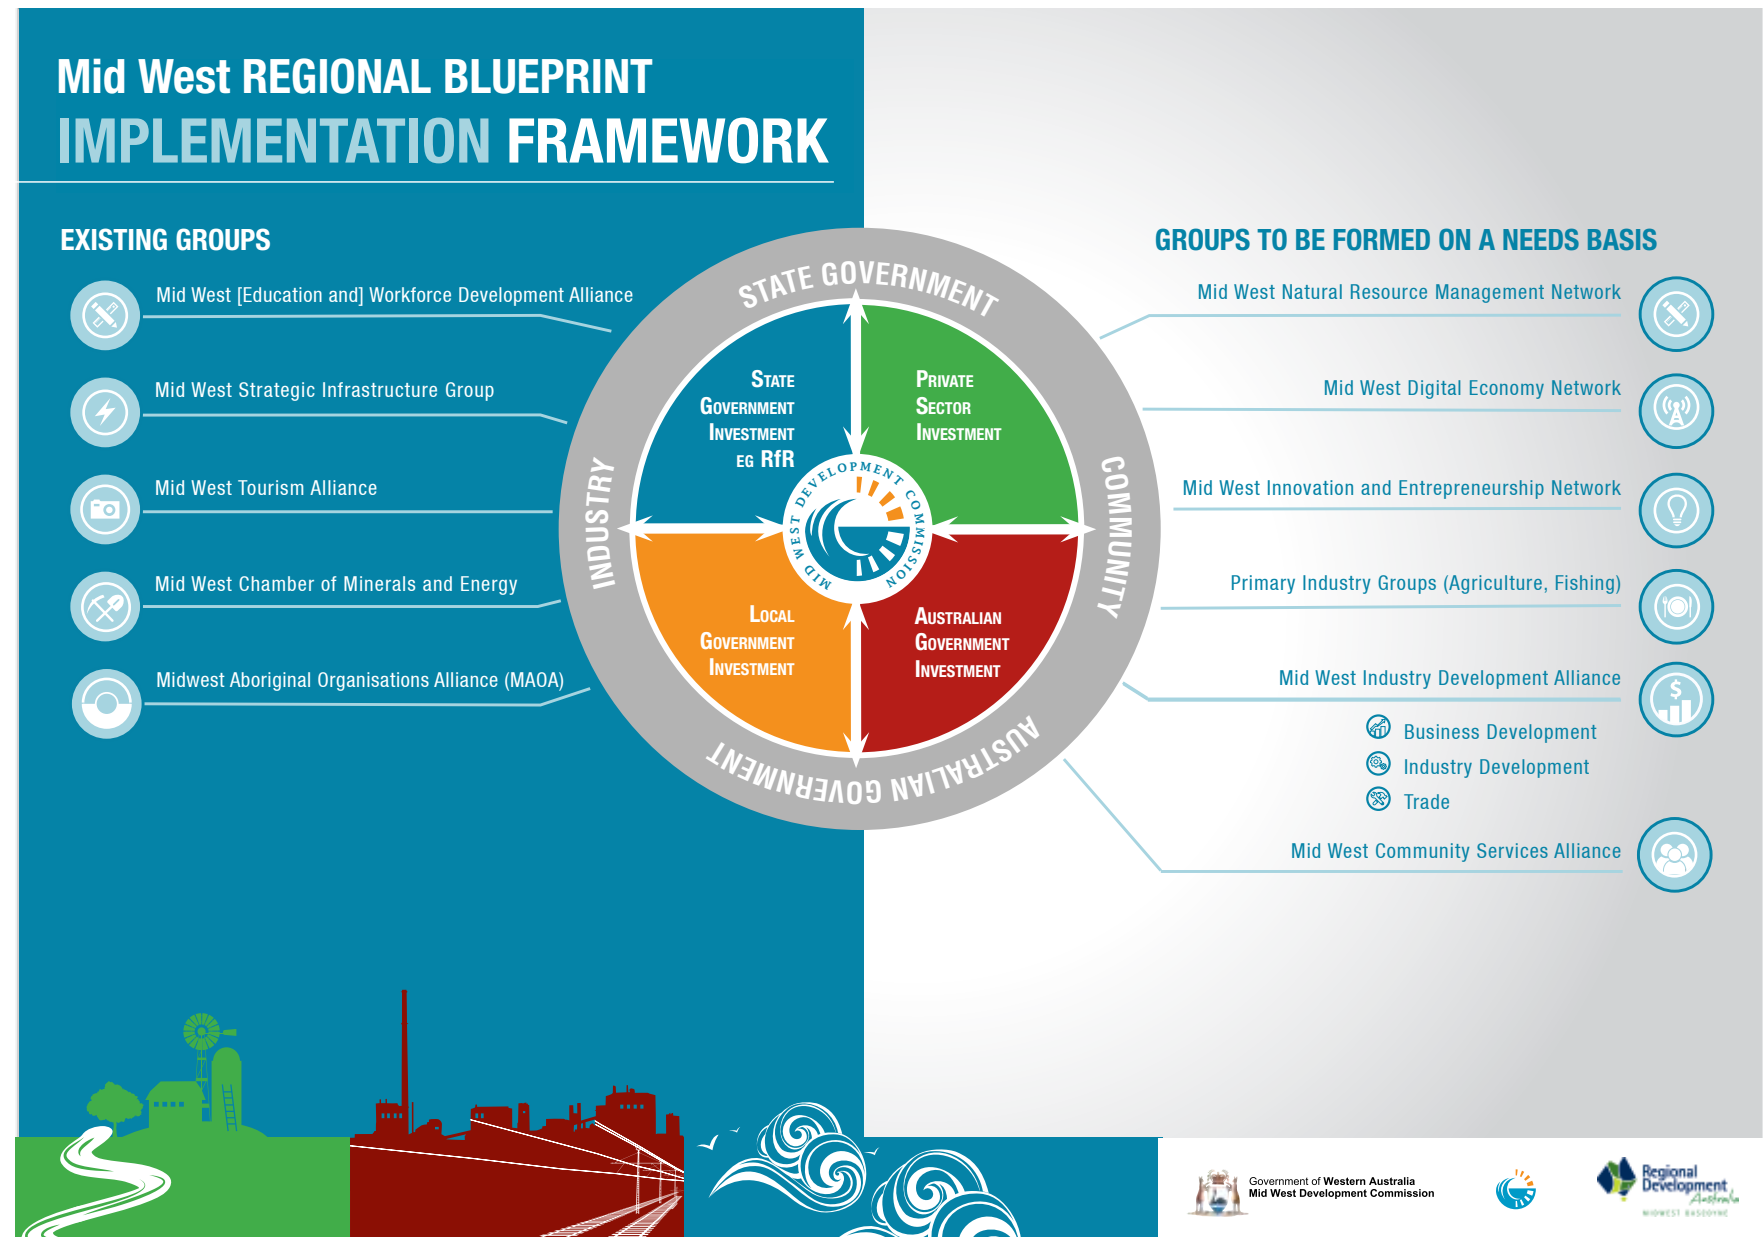 Mid West REGIONAL BLUEPRINT
IMPLEMENTATION FRAMEWORK
EXISTING GROUPS
Mid West [Education and] Workforce Development Alliance
Mid West Strategic Infrastructure Group
Mid West Tourism Alliance
Mid West Chamber of Minerals and Energy
Midwest Aboriginal Organisations Alliance (MAOA)
STATE GOVERNMENT
INDUSTRY
COMMUNITY
AUSTRALIAN GOVERNMENT
STATE
GOVERNMENT
INVESTMENT
EG RfR
PRIVATE
SECTOR
INVESTMENT
MID WEST DEVELOPMENT COMMISSION
LOCAL
GOVERNMENT
INVESTMENT
AUSTRALIAN
GOVERNMENT
INVESTMENT
GROUPS TO BE FORMED ON A NEEDS BASIS
Mid West Natural Resource Management Network
Mid West Digital Economy Network
Mid West Innovation and Entrepreneurship Network
Primary Industry Groups (Agriculture, Fishing)
Mid West Industry Development Alliance
$
Business Development
Industry Development
Trade
Mid West Community Services Alliance
Government of Western Australia
Mid West Development Commission
Regional
Development
Australia
MIDWEST GASCOYNE